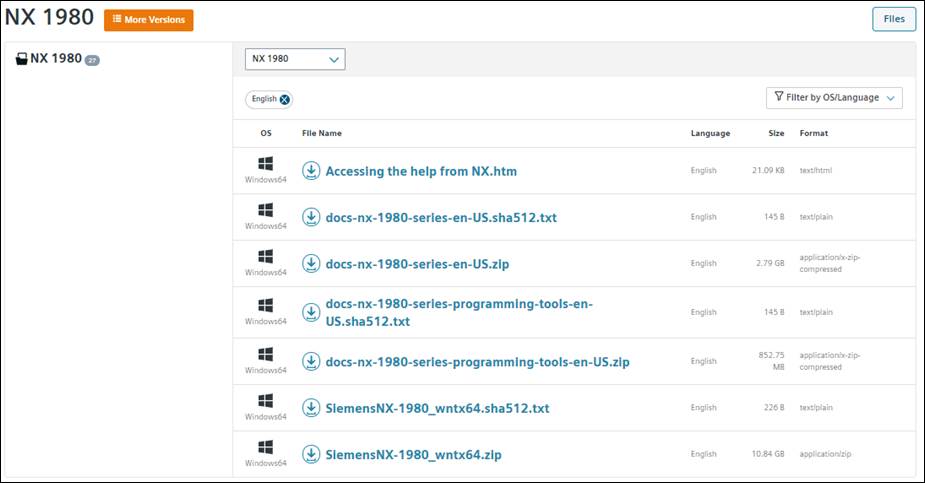 NX 1980
More Versions
Files
NX 1980 27
NX 1980
English
Filter by OS/Language
OS File Name Language Size Format
Windows64 Accessing the help from NX.htm English 21.09 KB text/html
Windows64 docs-nx-1980-series-en-US.sha512.txt English 145 B text/plain
Windows64 docs-nx-1980-series-en-US.zip English 2.79 GB application/x-zip-
compressed
Windows64 docs-nx-1980-series-programming-tools-en-
US.sha512.txt English 145 B text/plain
Windows64 docs-nx-1980-series-programming-tools-en-US.zip English 852.75
MB application/x-zip-
compressed
Windows64 SiemensNX-1980_wntx64.sha512.txt English 226 B text/plain
Windows64 SiemensNX-1980_wntx64.zip English 10.84 GB application/zip